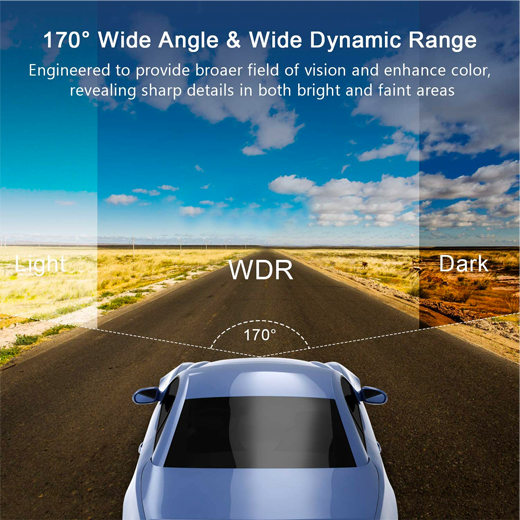 170° Wide Angle & Wide Dynamic Range
Engineered to provide broaer field of vision and enhance color,
revealing sharp details in both bright and faint areas
Light
WDR
Dark
170°